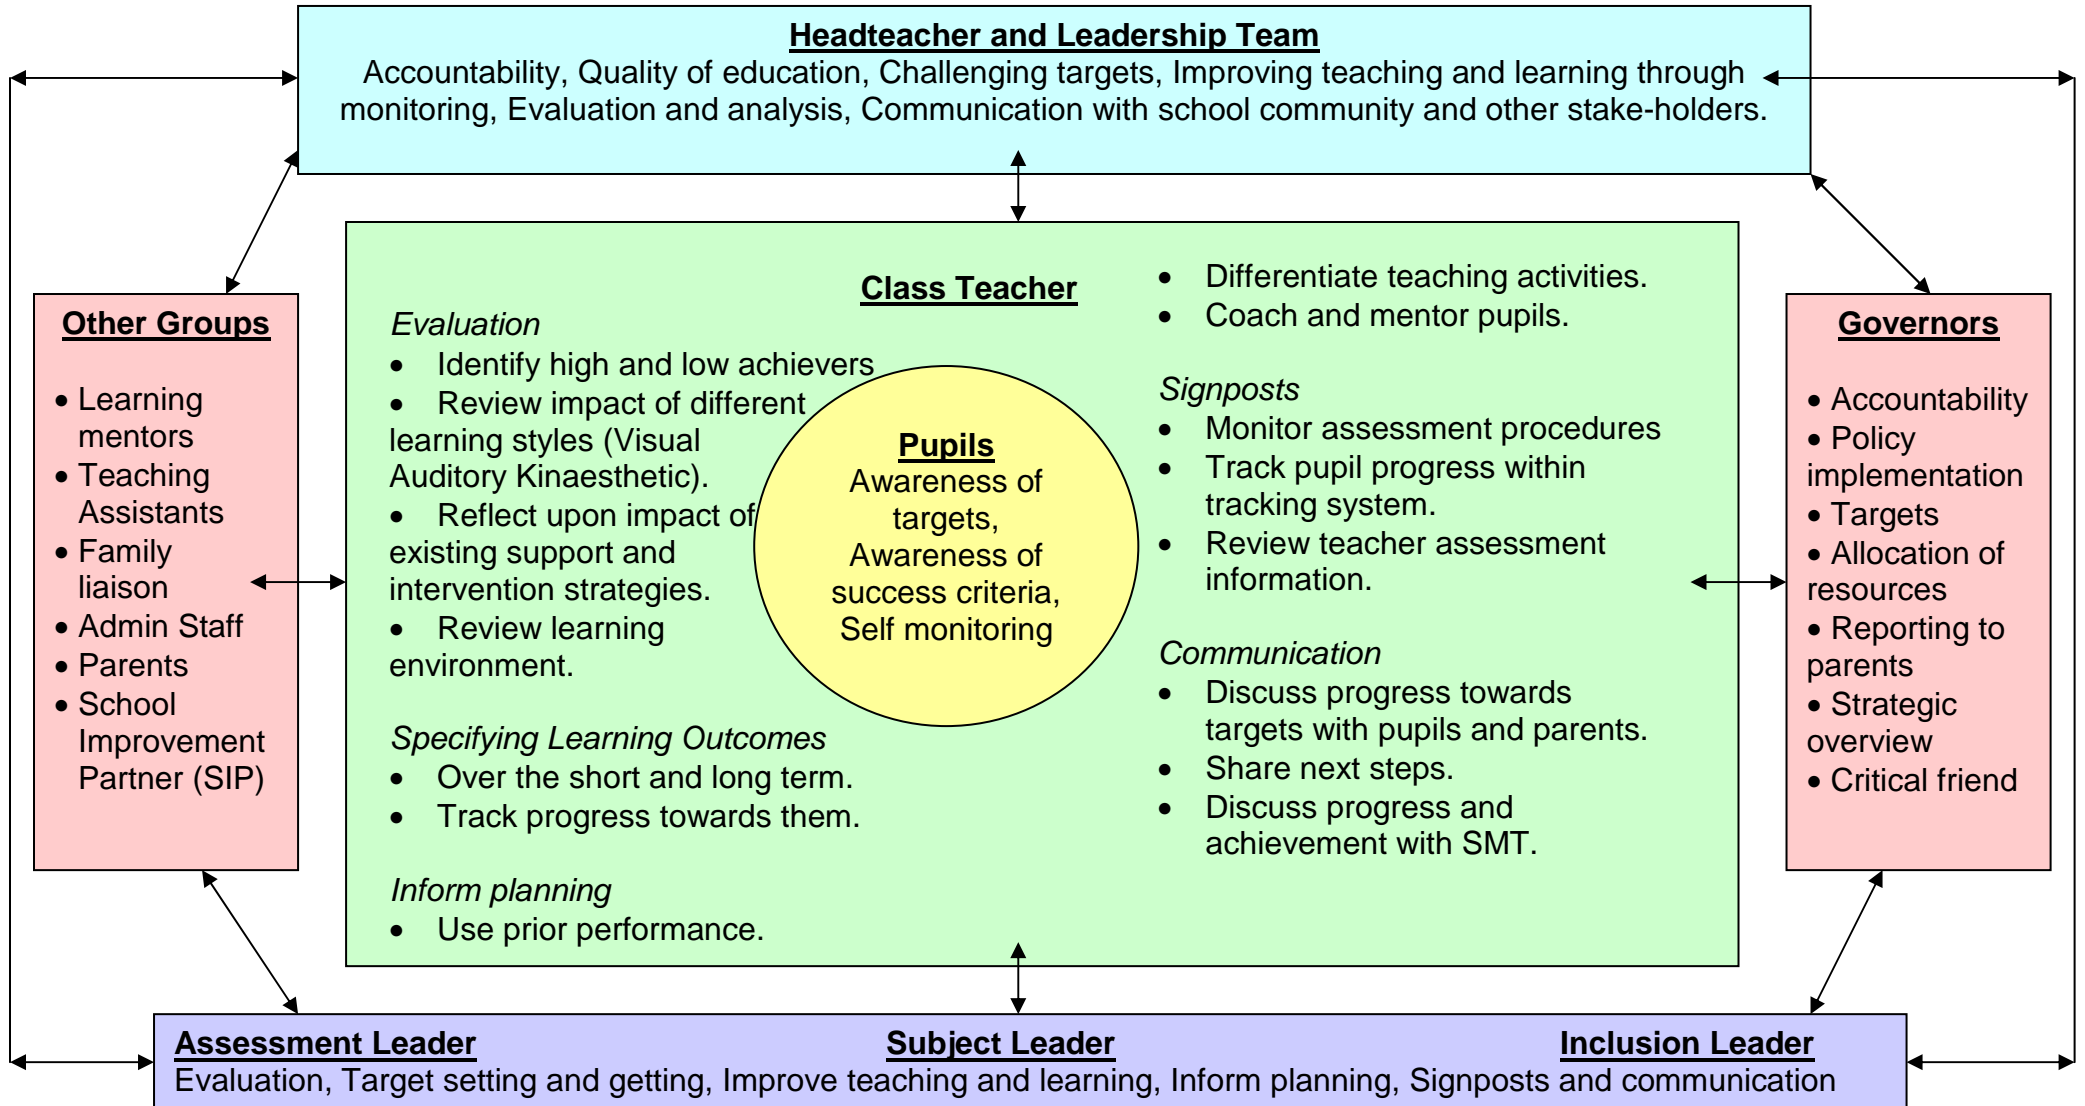 Headteacher and Leadership Team
Accountability, Quality of education, Challenging targets, Improving teaching and learning through
monitoring, Evaluation and analysis, Communication with school community and other stake-holders.
Other Groups
• Learning
mentors
• Teaching
Assistants
• Family
liaison
• Admin Staff
• Parents
• School
Improvement
Partner (SIP)
Class Teacher
Evaluation
• Identify high and low achievers
• Review impact of different
learning styles (Visual
Auditory Kinaesthetic).
• Reflect upon impact of
existing support and
intervention strategies.
• Review learning
environment.
Specifying Learning Outcomes
• Over the short and long term.
• Track progress towards them.
Inform planning
• Use prior performance.
Pupils
Awareness of
targets,
Awareness of
success criteria,
Self monitoring
• Differentiate teaching activities.
• Coach and mentor pupils.
Signposts
• Monitor assessment procedures
• Track pupil progress within
tracking system.
• Review teacher assessment
information.
Communication
• Discuss progress towards
targets with pupils and parents.
• Share next steps.
• Discuss progress and
achievement with SMT.
Governors
• Accountability
• Policy
implementation
• Targets
• Allocation of
resources
• Reporting to
parents
• Strategic
overview
• Critical friend
Assessment Leader Subject Leader Inclusion Leader
Evaluation, Target setting and getting, Improve teaching and learning, Inform planning, Signposts and communication